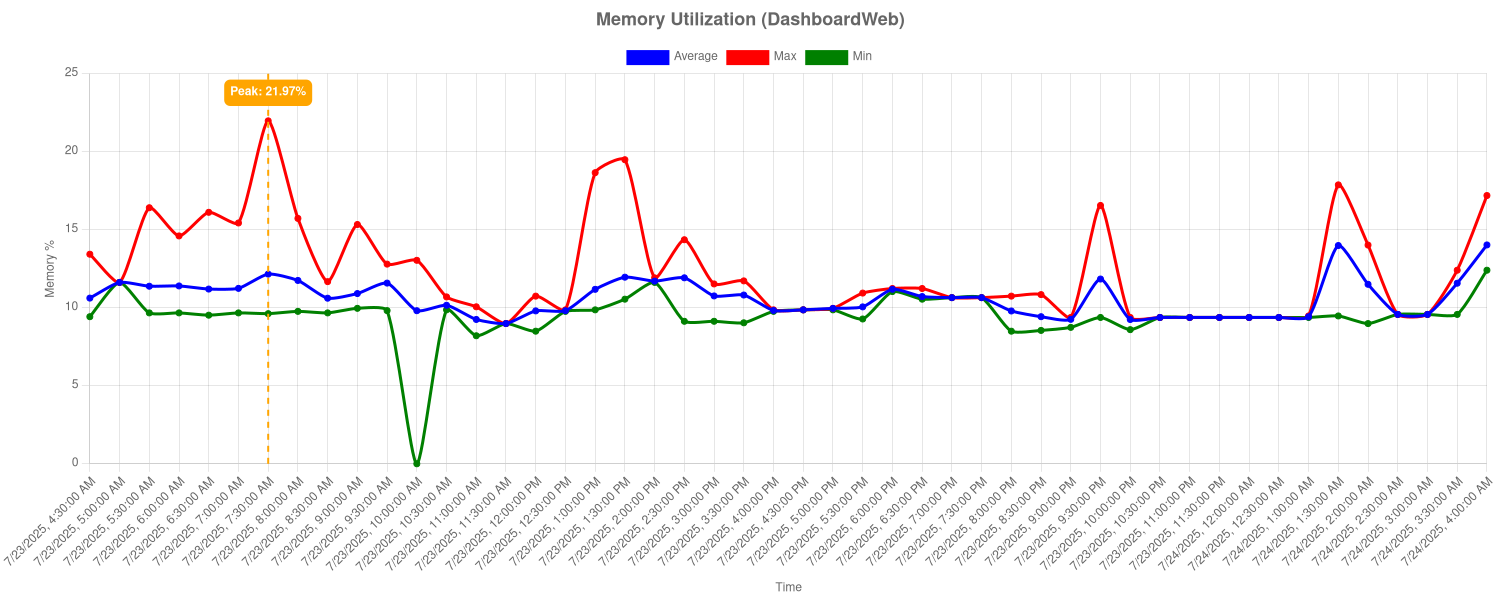 Memory Utilization (DashboardWeb)
Average Max Min
Peak: 21.97%
Memory %
25
20
15
10
5
0
7/23/2025, 4:30:00 AM
7/23/2025, 5:00:00 AM
7/23/2025, 5:30:00 AM
7/23/2025, 6:00:00 AM
7/23/2025, 6:30:00 AM
7/23/2025, 7:00:00 AM
7/23/2025, 7:30:00 AM
7/23/2025, 8:00:00 AM
7/23/2025, 8:30:00 AM
7/23/2025, 9:00:00 AM
7/23/2025, 9:30:00 AM
7/23/2025, 10:00:00 AM
7/23/2025, 10:30:00 AM
7/23/2025, 11:00:00 AM
7/23/2025, 11:30:00 AM
7/23/2025, 12:00:00 PM
7/23/2025, 12:30:00 PM
7/23/2025, 1:00:00 PM
7/23/2025, 1:30:00 PM
7/23/2025, 2:00:00 PM
7/23/2025, 2:30:00 PM
7/23/2025, 3:00:00 PM
7/23/2025, 3:30:00 PM
7/23/2025, 4:00:00 PM
7/23/2025, 4:30:00 PM
7/23/2025, 5:00:00 PM
7/23/2025, 5:30:00 PM
7/23/2025, 6:00:00 PM
7/23/2025, 6:30:00 PM
7/23/2025, 7:00:00 PM
7/23/2025, 7:30:00 PM
7/23/2025, 8:00:00 PM
7/23/2025, 8:30:00 PM
7/23/2025, 9:00:00 PM
7/23/2025, 9:30:00 PM
7/23/2025, 10:00:00 PM
7/23/2025, 10:30:00 PM
7/23/2025, 11:00:00 PM
7/23/2025, 11:30:00 PM
7/24/2025, 12:00:00 AM
7/24/2025, 12:30:00 AM
7/24/2025, 1:00:00 AM
7/24/2025, 1:30:00 AM
7/24/2025, 2:00:00 AM
7/24/2025, 2:30:00 AM
7/24/2025, 3:00:00 AM
7/24/2025, 3:30:00 AM
7/24/2025, 4:00:00 AM
Time